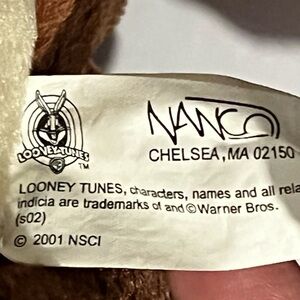 LOONEY TUNES
TM
NANCO
CHELSEA, MA 02150
LOONEY TUNES, characters, names and all rela
indicia are trademarks of and © Warner Bros.
(s02)
© 2001 NSCI